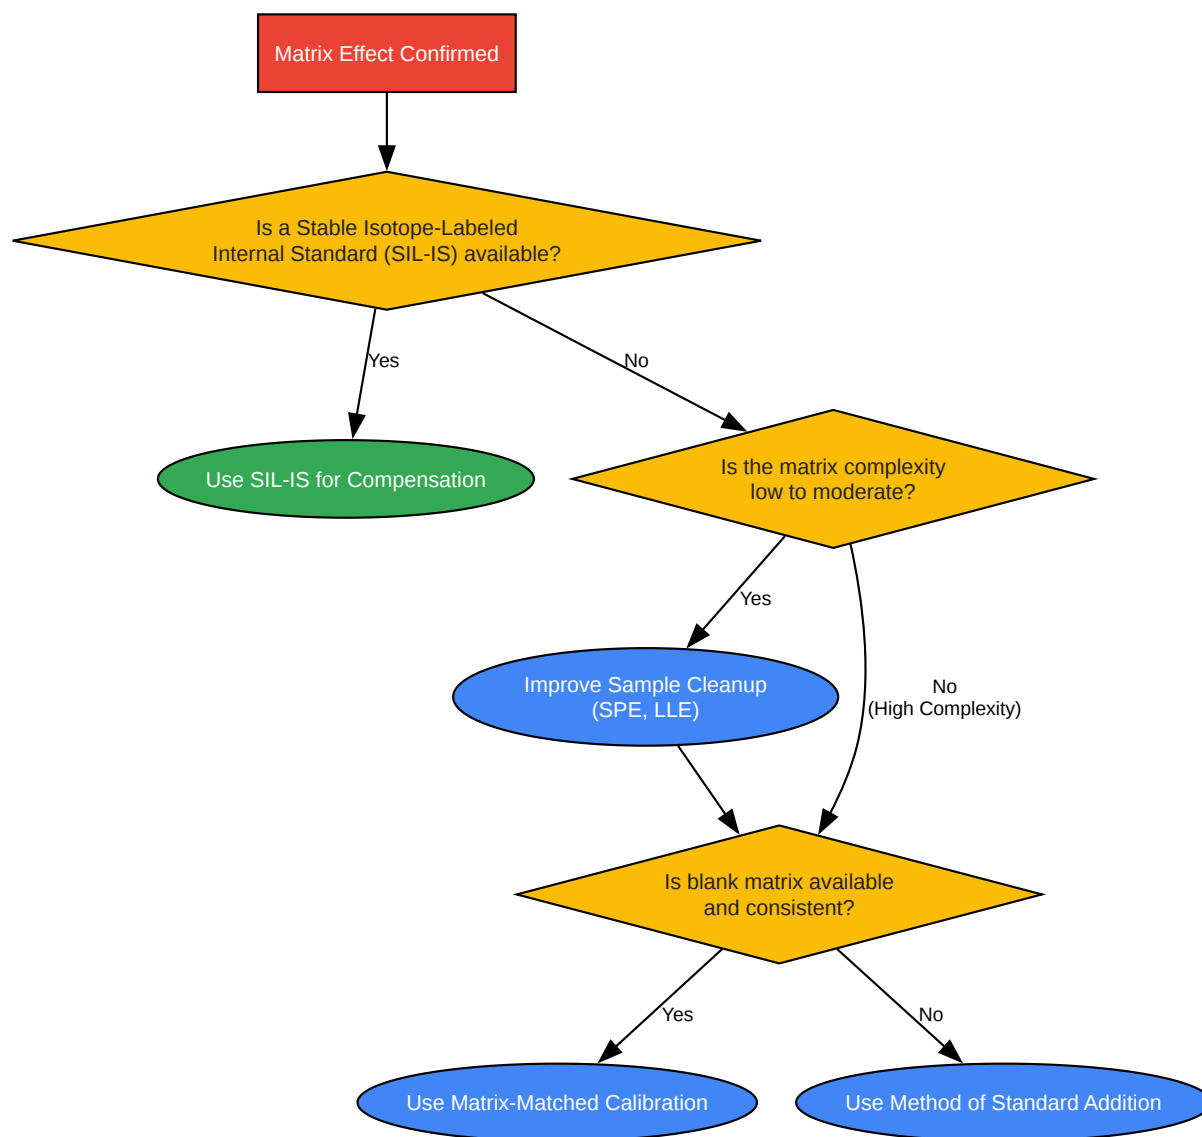 Matrix Effect Confirmed
Is a Stable Isotope-Labeled
Internal Standard (SIL-IS) available?
Yes
No
Use SIL-IS for Compensation
Is the matrix complexity
low to moderate?
Yes
Improve Sample Cleanup
(SPE, LLE)
No
(High Complexity)
Is blank matrix available
and consistent?
Yes
No
Use Matrix-Matched Calibration
Use Method of Standard Addition